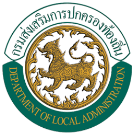 กรมส่งเสริมการปกครองท้องถิ่น
DEPARTMENT OF LOCAL ADMINISTRATION